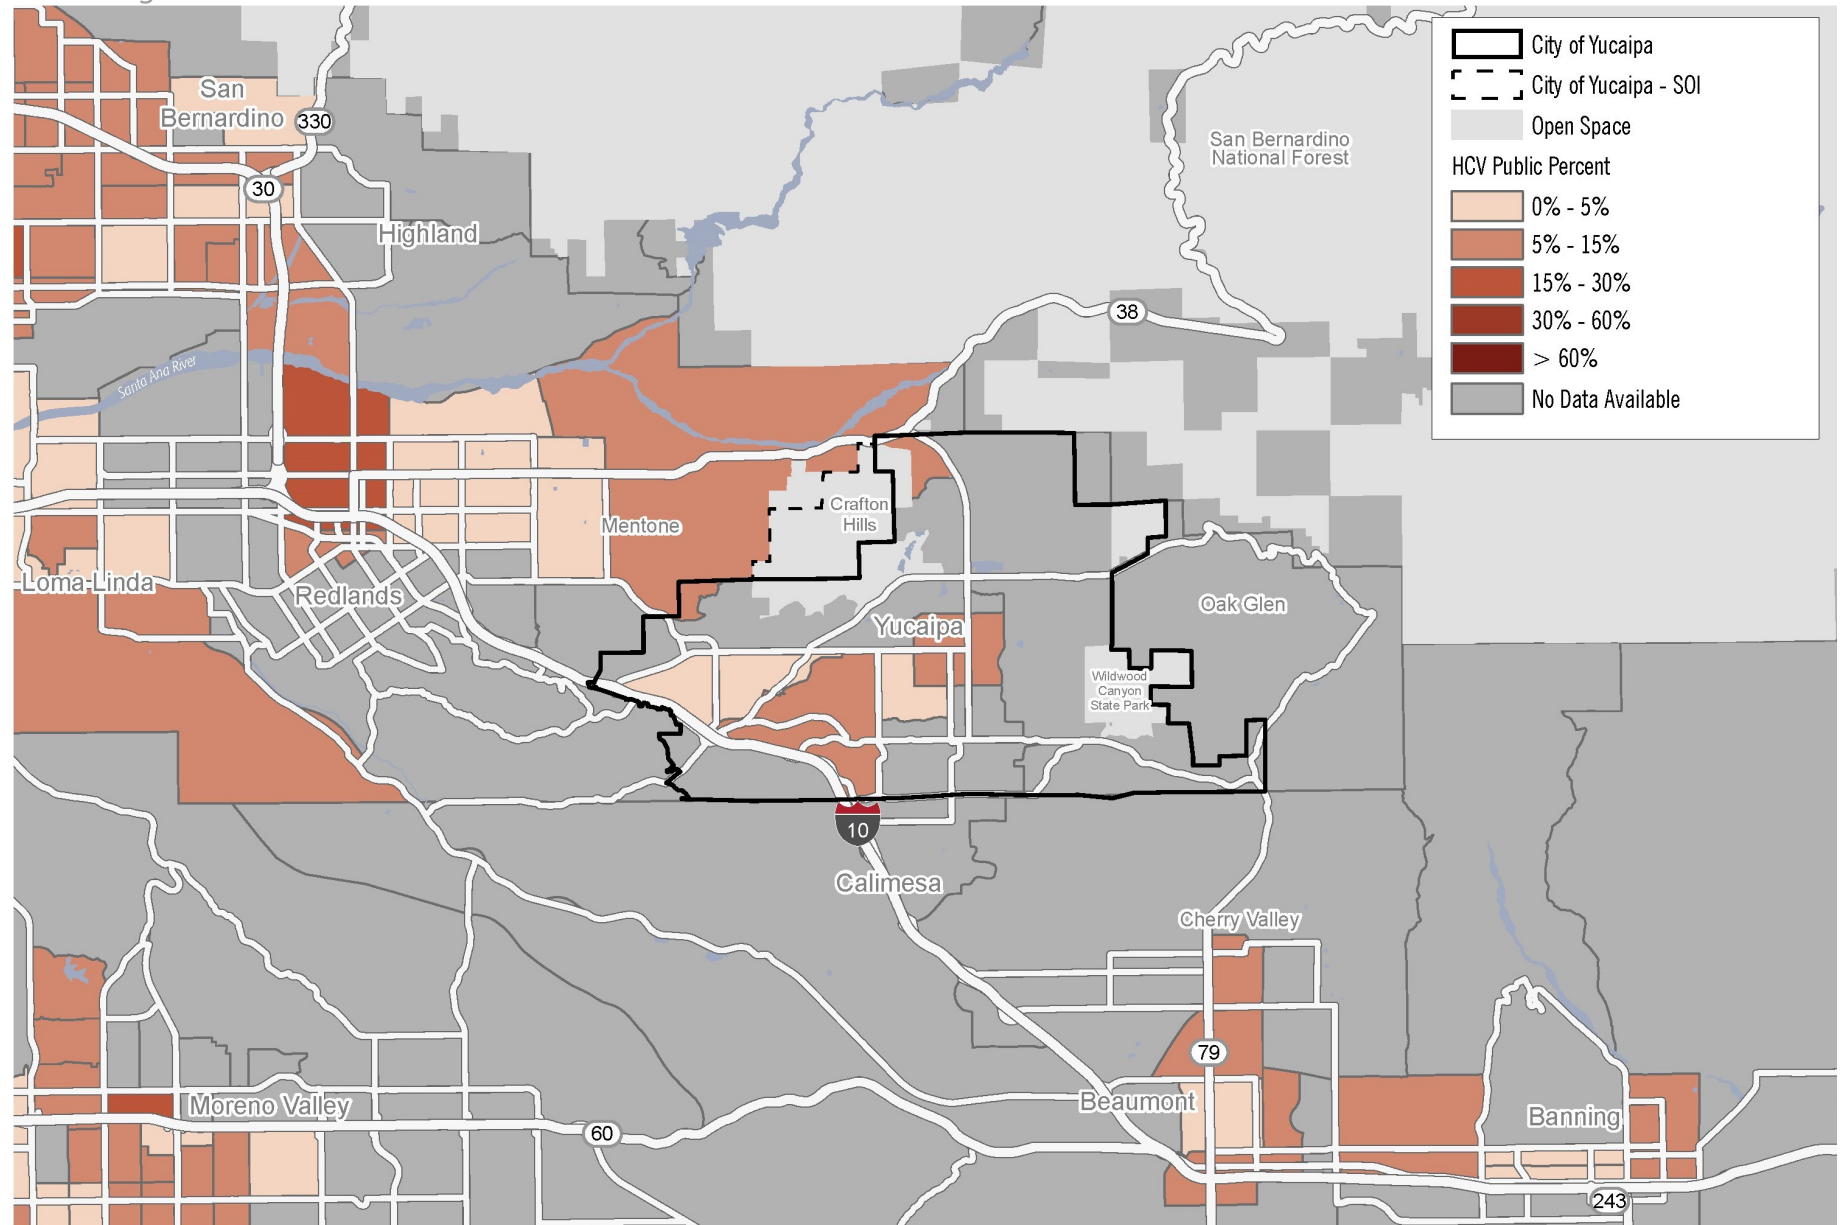 City of Yucaipa
City of Yucaipa - SOI
Open Space
HCV Public Percent
0% - 5%
5% - 15%
15% - 30%
30% - 60%
> 60%
No Data Available
San
Bernardino
330
San Bernardino
National Forest
30
Highland
38
Santa Ana River
Crafton
Hills
Mentone
Loma Linda
Redlands
Oak Glen
Yucaipa
Wildwood
Canyon
State Park
10
Calimesa
Cherry Valley
79
Moreno Valley
Beaumont
Banning
60
243